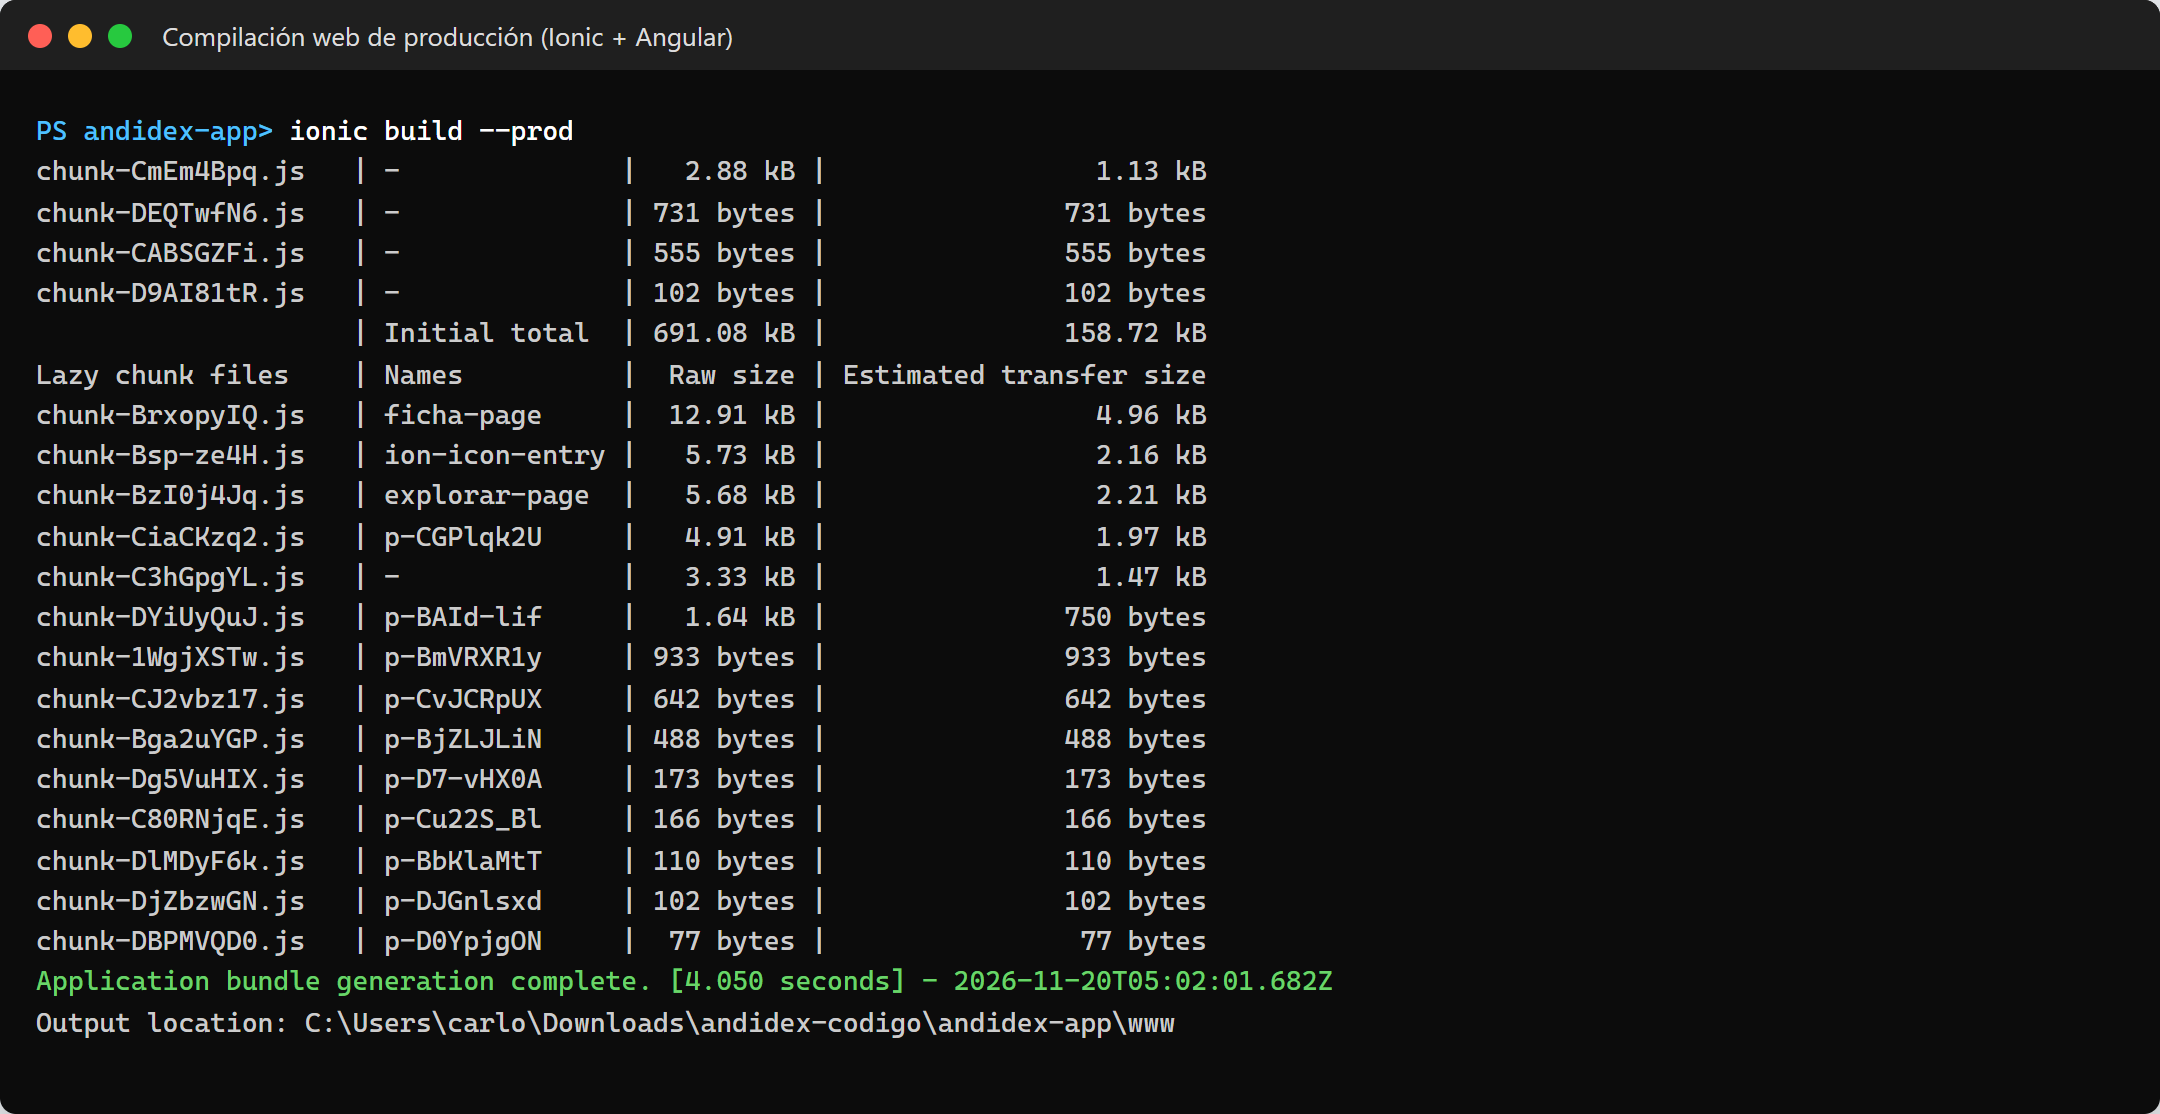 Compilación web de producción (Ionic + Angular)
PS andidex-app> ionic build --prod
chunk-CmEm4Bpq.js | - | 2.88 kB | 1.13 kB
chunk-DEQTwfN6.js | - | 731 bytes | 731 bytes
chunk-CABSGZFi.js | - | 555 bytes | 555 bytes
chunk-D9AI81tR.js | - | 102 bytes | 102 bytes
| Initial total | 691.08 kB | 158.72 kB
Lazy chunk files | Names | Raw size | Estimated transfer size
chunk-BrxopyIQ.js | ficha-page | 12.91 kB | 4.96 kB
chunk-Bsp-ze4H.js | ion-icon-entry | 5.73 kB | 2.16 kB
chunk-BzI0j4Jq.js | explorar-page | 5.68 kB | 2.21 kB
chunk-CiaCKzq2.js | p-CGPlqk2U | 4.91 kB | 1.97 kB
chunk-C3hGpgYL.js | - | 3.33 kB | 1.47 kB
chunk-DYiUyQuJ.js | p-BAId-lif | 1.64 kB | 750 bytes
chunk-1WgjXSTw.js | p-BmVRXR1y | 933 bytes | 933 bytes
chunk-CJ2vbz17.js | p-CvJCRpUX | 642 bytes | 642 bytes
chunk-Bga2uYGP.js | p-BjZLJLiN | 488 bytes | 488 bytes
chunk-Dg5VuHIX.js | p-D7-vHX0A | 173 bytes | 173 bytes
chunk-C80RNjqE.js | p-Cu22S_Bl | 166 bytes | 166 bytes
chunk-DlMDyF6k.js | p-BbKlaMtT | 110 bytes | 110 bytes
chunk-DjZbzwGN.js | p-DJGnlsxd | 102 bytes | 102 bytes
chunk-DBPMVQD0.js | p-D0YpjgON | 77 bytes | 77 bytes
Application bundle generation complete. [4.050 seconds] - 2026-11-20T05:02:01.682Z
Output location: C:\Users\carlo\Downloads\andidex-codigo\andidex-app\www